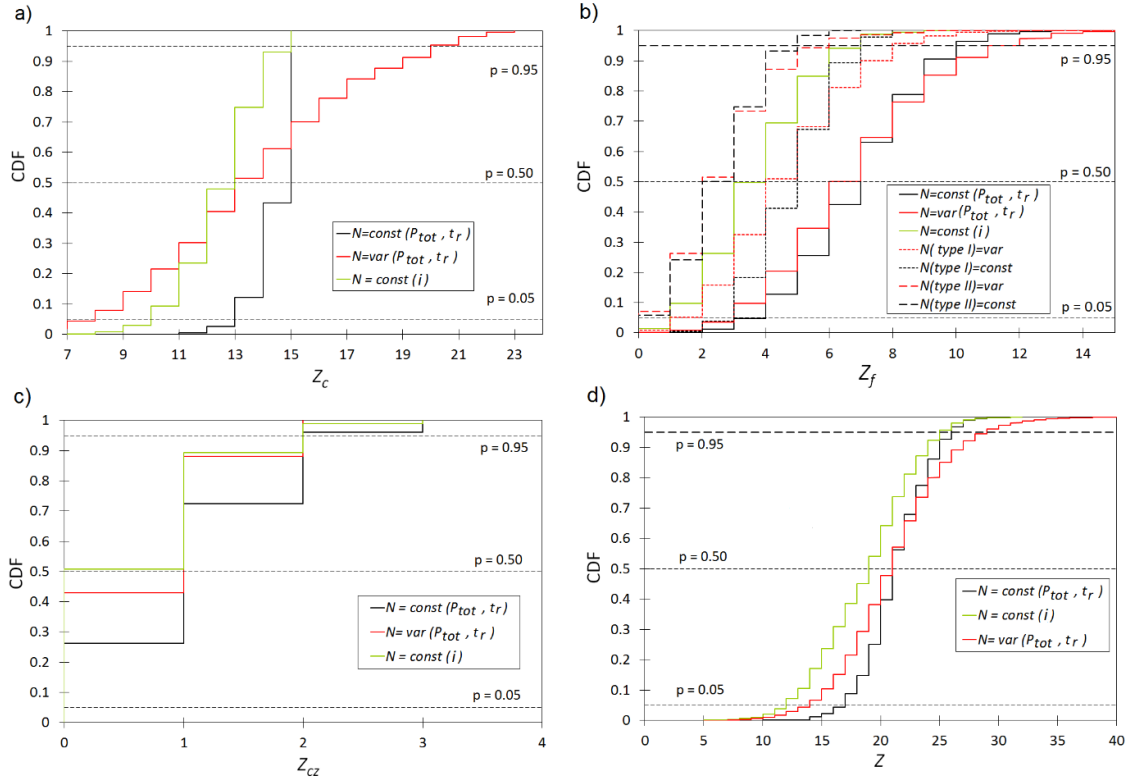 a)
1
0.9
0.8
0.7
0.6
0.5
0.4
0.3
0.2
0.1
0
CDF
p = 0.95
p = 0.50
p = 0.05
N=const (Ptot , tr )
N=var (Ptot , tr )
N = const (i)
7 9 11 13 15 17 19 21 23
Zc
b)
1
0.9
0.8
0.7
0.6
0.5
0.4
0.3
0.2
0.1
0
CDF
p = 0.95
p = 0.50
N=const (Ptot , tr )
N=var (Ptot , tr )
N=const (i)
N( type I)=var
N(type I)=const
N(type II)=var
N(type II)=const
p = 0.05
0 2 4 6 8 10 12 14
Zf
c)
1
0.9
0.8
0.7
0.6
0.5
0.4
0.3
0.2
0.1
0
CDF
p = 0.95
p = 0.50
N = const (Ptot , tr )
N= var (Ptot , tr )
N = const (i)
p = 0.05
0 1 2 3 4
Zcz
d)
1
0.9
0.8
0.7
0.6
0.5
0.4
0.3
0.2
0.1
0
CDF
p = 0.95
p = 0.50
p = 0.05
N = const (Ptot , tr )
N = const (i)
N= var (Ptot , tr )
0 5 10 15 20 25 30 35 40
Z